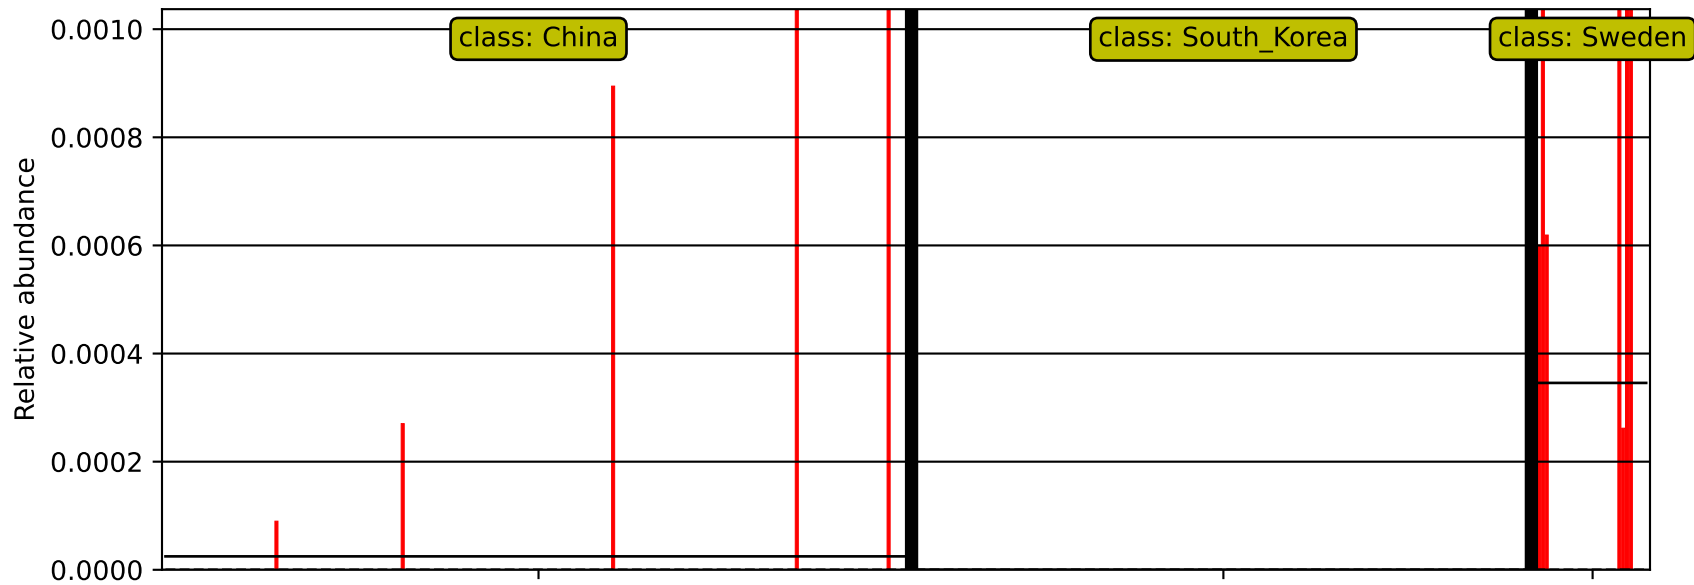 class: China
class: South_Korea
class: Sweden
0.0010
0.0008
0.0006
0.0004
0.0002
0.0000
Relative abundance